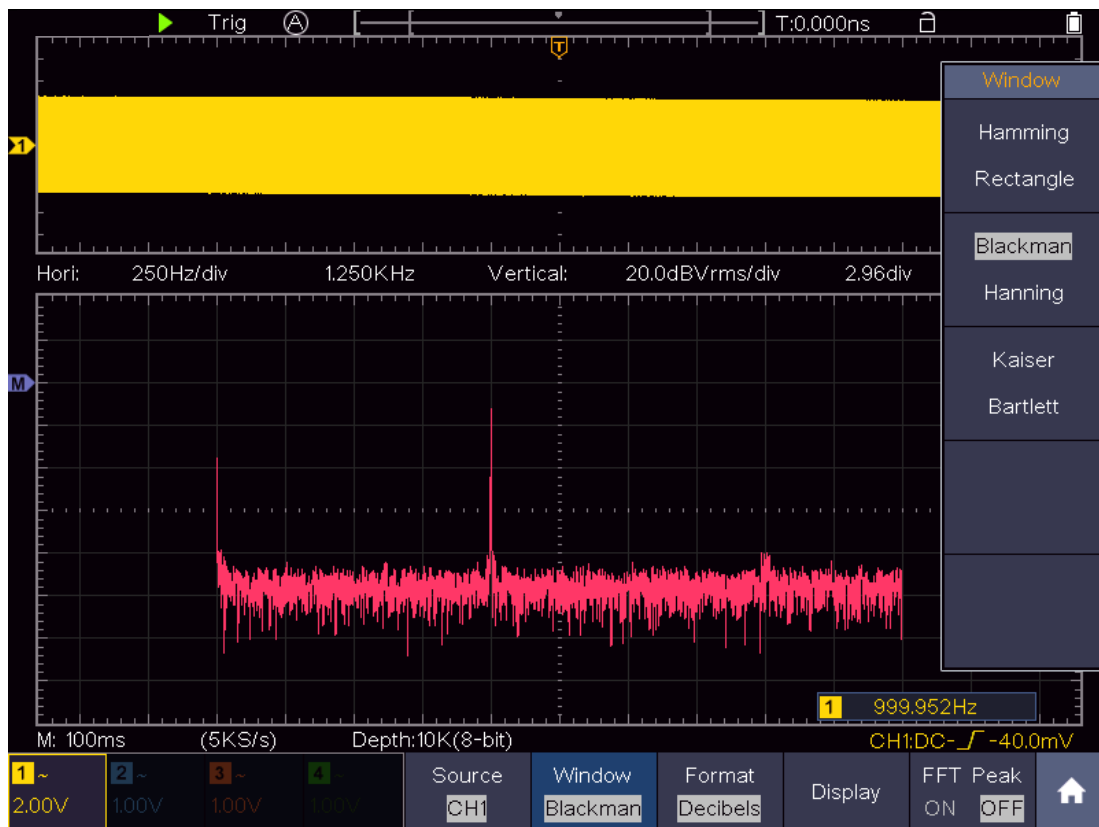 Trig A T:0.000ns
T
Window
1
Hamming
Rectangle
Blackman
Hanning
Kaiser
Bartlett
Hori: 250Hz/div 1.250KHz Vertical: 20.0dBVrms/div 2.96div
M
1 999.952Hz
M: 100ms (5KS/s) Depth:10K(8-bit) CH1:DC- -40.0mV
1 ~ 2 ~ 3 ~ 4 ~ Source Window Format Display FFT Peak
2.00V 1.00V 1.00V 1.00V CH1 Blackman Decibels ON OFF